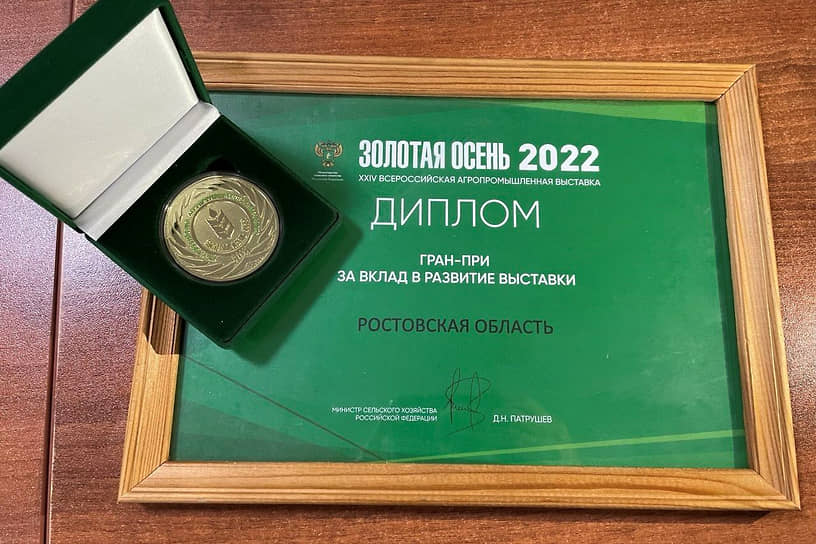 ЗОЛОТАЯ ОСЕНЬ 2022
XXIV ВСЕРОССИЙСКАЯ АГРОПРОМЫШЛЕННАЯ ВЫСТАВКА
ДИПЛОМ
ГРАН-ПРИ
ЗА ВКЛАД В РАЗВИТИЕ ВЫСТАВКИ
РОСТОВСКАЯ ОБЛАСТЬ
МИНИСТР СЕЛЬСКОГО ХОЗЯЙСТВА
РОССИЙСКОЙ ФЕДЕРАЦИИ
Д.Н. ПАТРУШЕВ